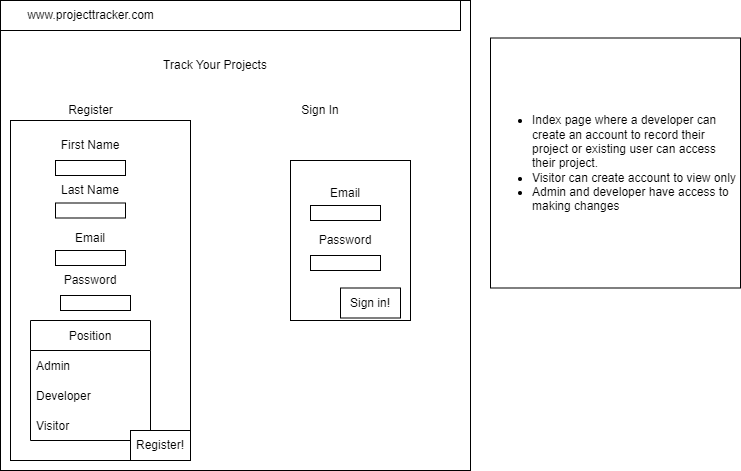 www.projecttracker.com
Track Your Projects
Register
First Name
Last Name
Email
Password
Position
Admin
Developer
Visitor
Register!
Sign In
Email
Password
Sign in!
• Index page where a developer can
create an account to record their
project or existing user can access
their project.
• Visitor can create account to view only
• Admin and developer have access to
making changes